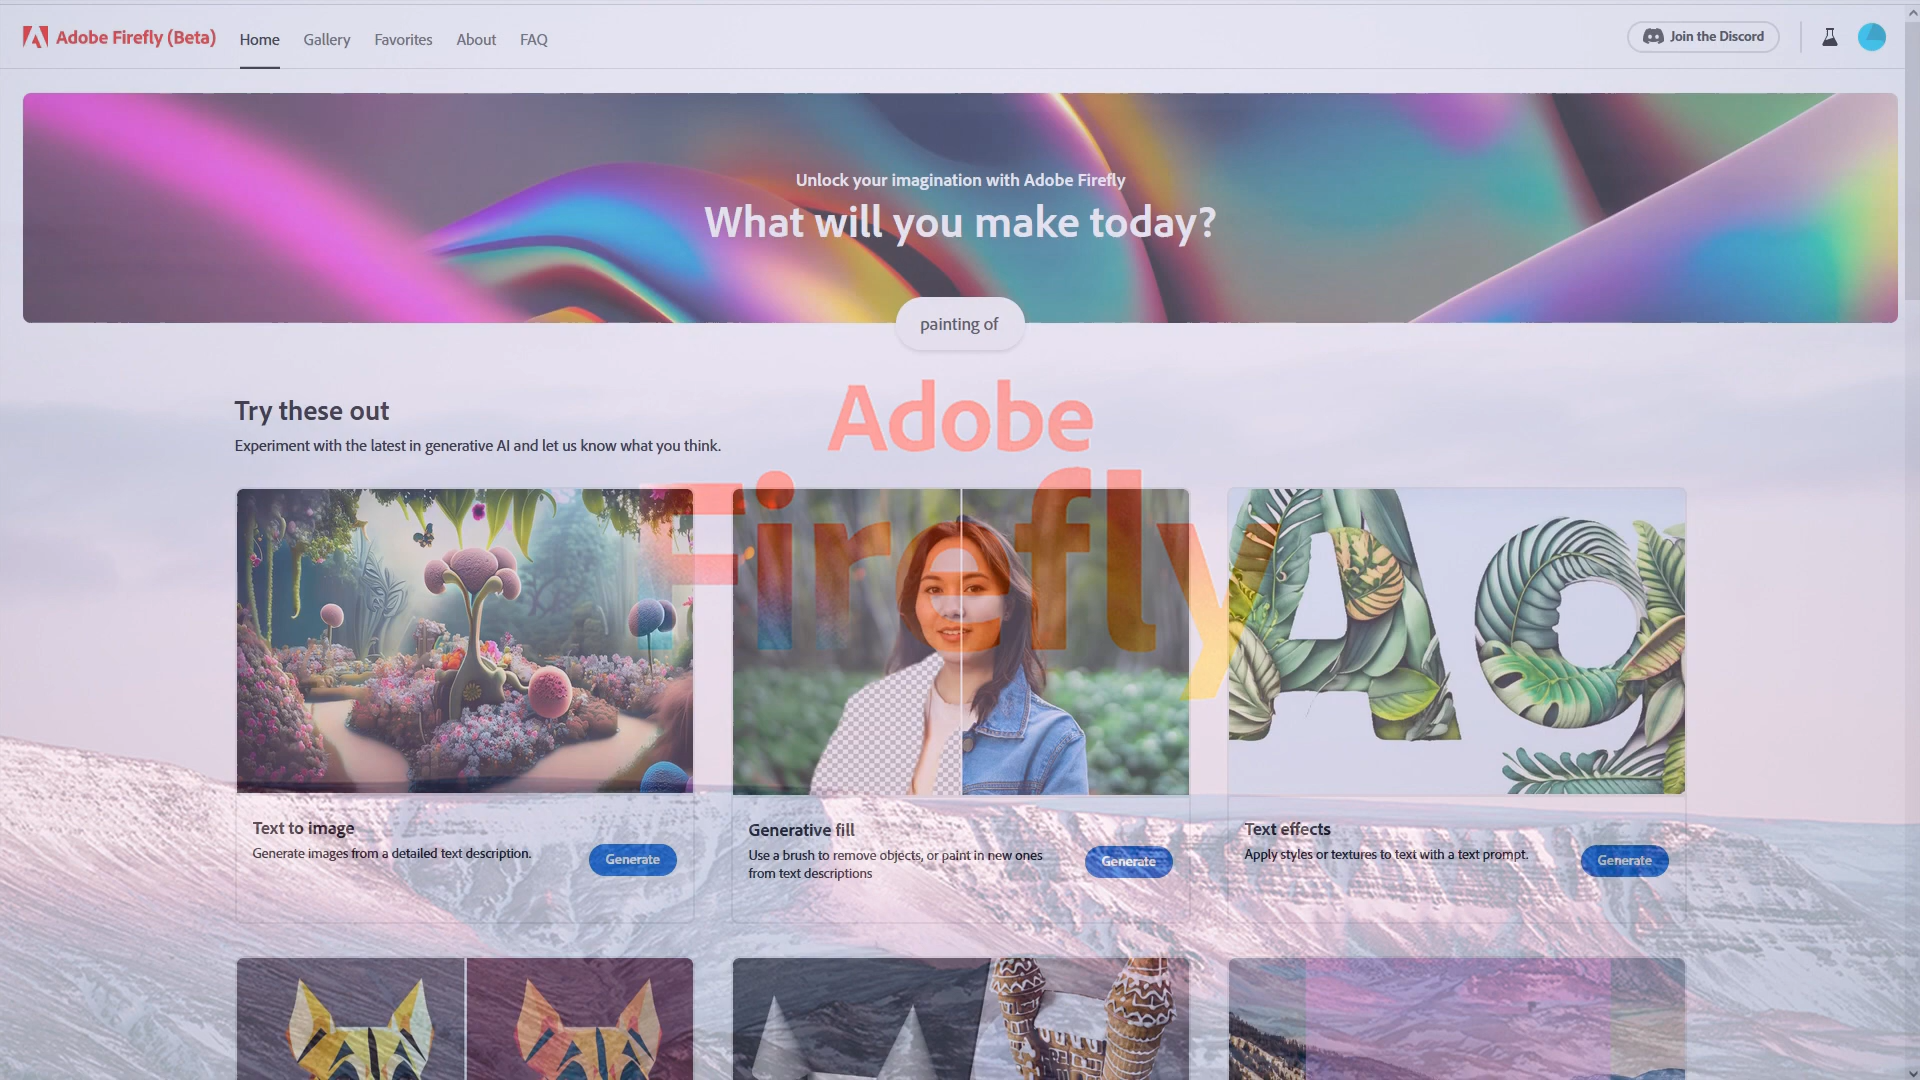 Adobe Firefly (Beta)
Home
Gallery
Favorites
About
FAQ
Join the Discord
Unlock your imagination with Adobe Firefly
What will you make today?
painting of
Try these out
Experiment with the latest in generative AI and let us know what you think.
Adobe
Firefly
Ag
Text to image
Generate images from a detailed text description.
Generate
Generative fill
Use a brush to remove objects, or paint in new ones
from text descriptions
Generate
Text effects
Apply styles or textures to text with a text prompt.
Generate